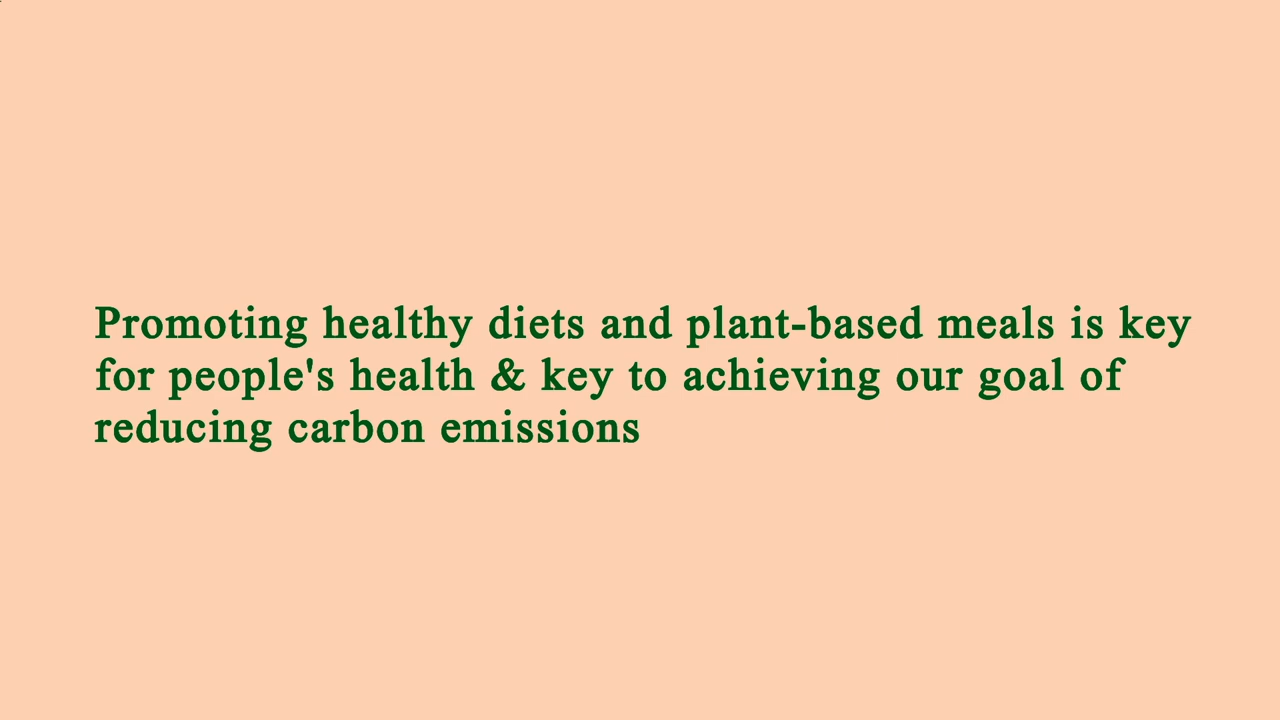 Promoting healthy diets and plant-based meals is key
for people's health & key to achieving our goal of
reducing carbon emissions